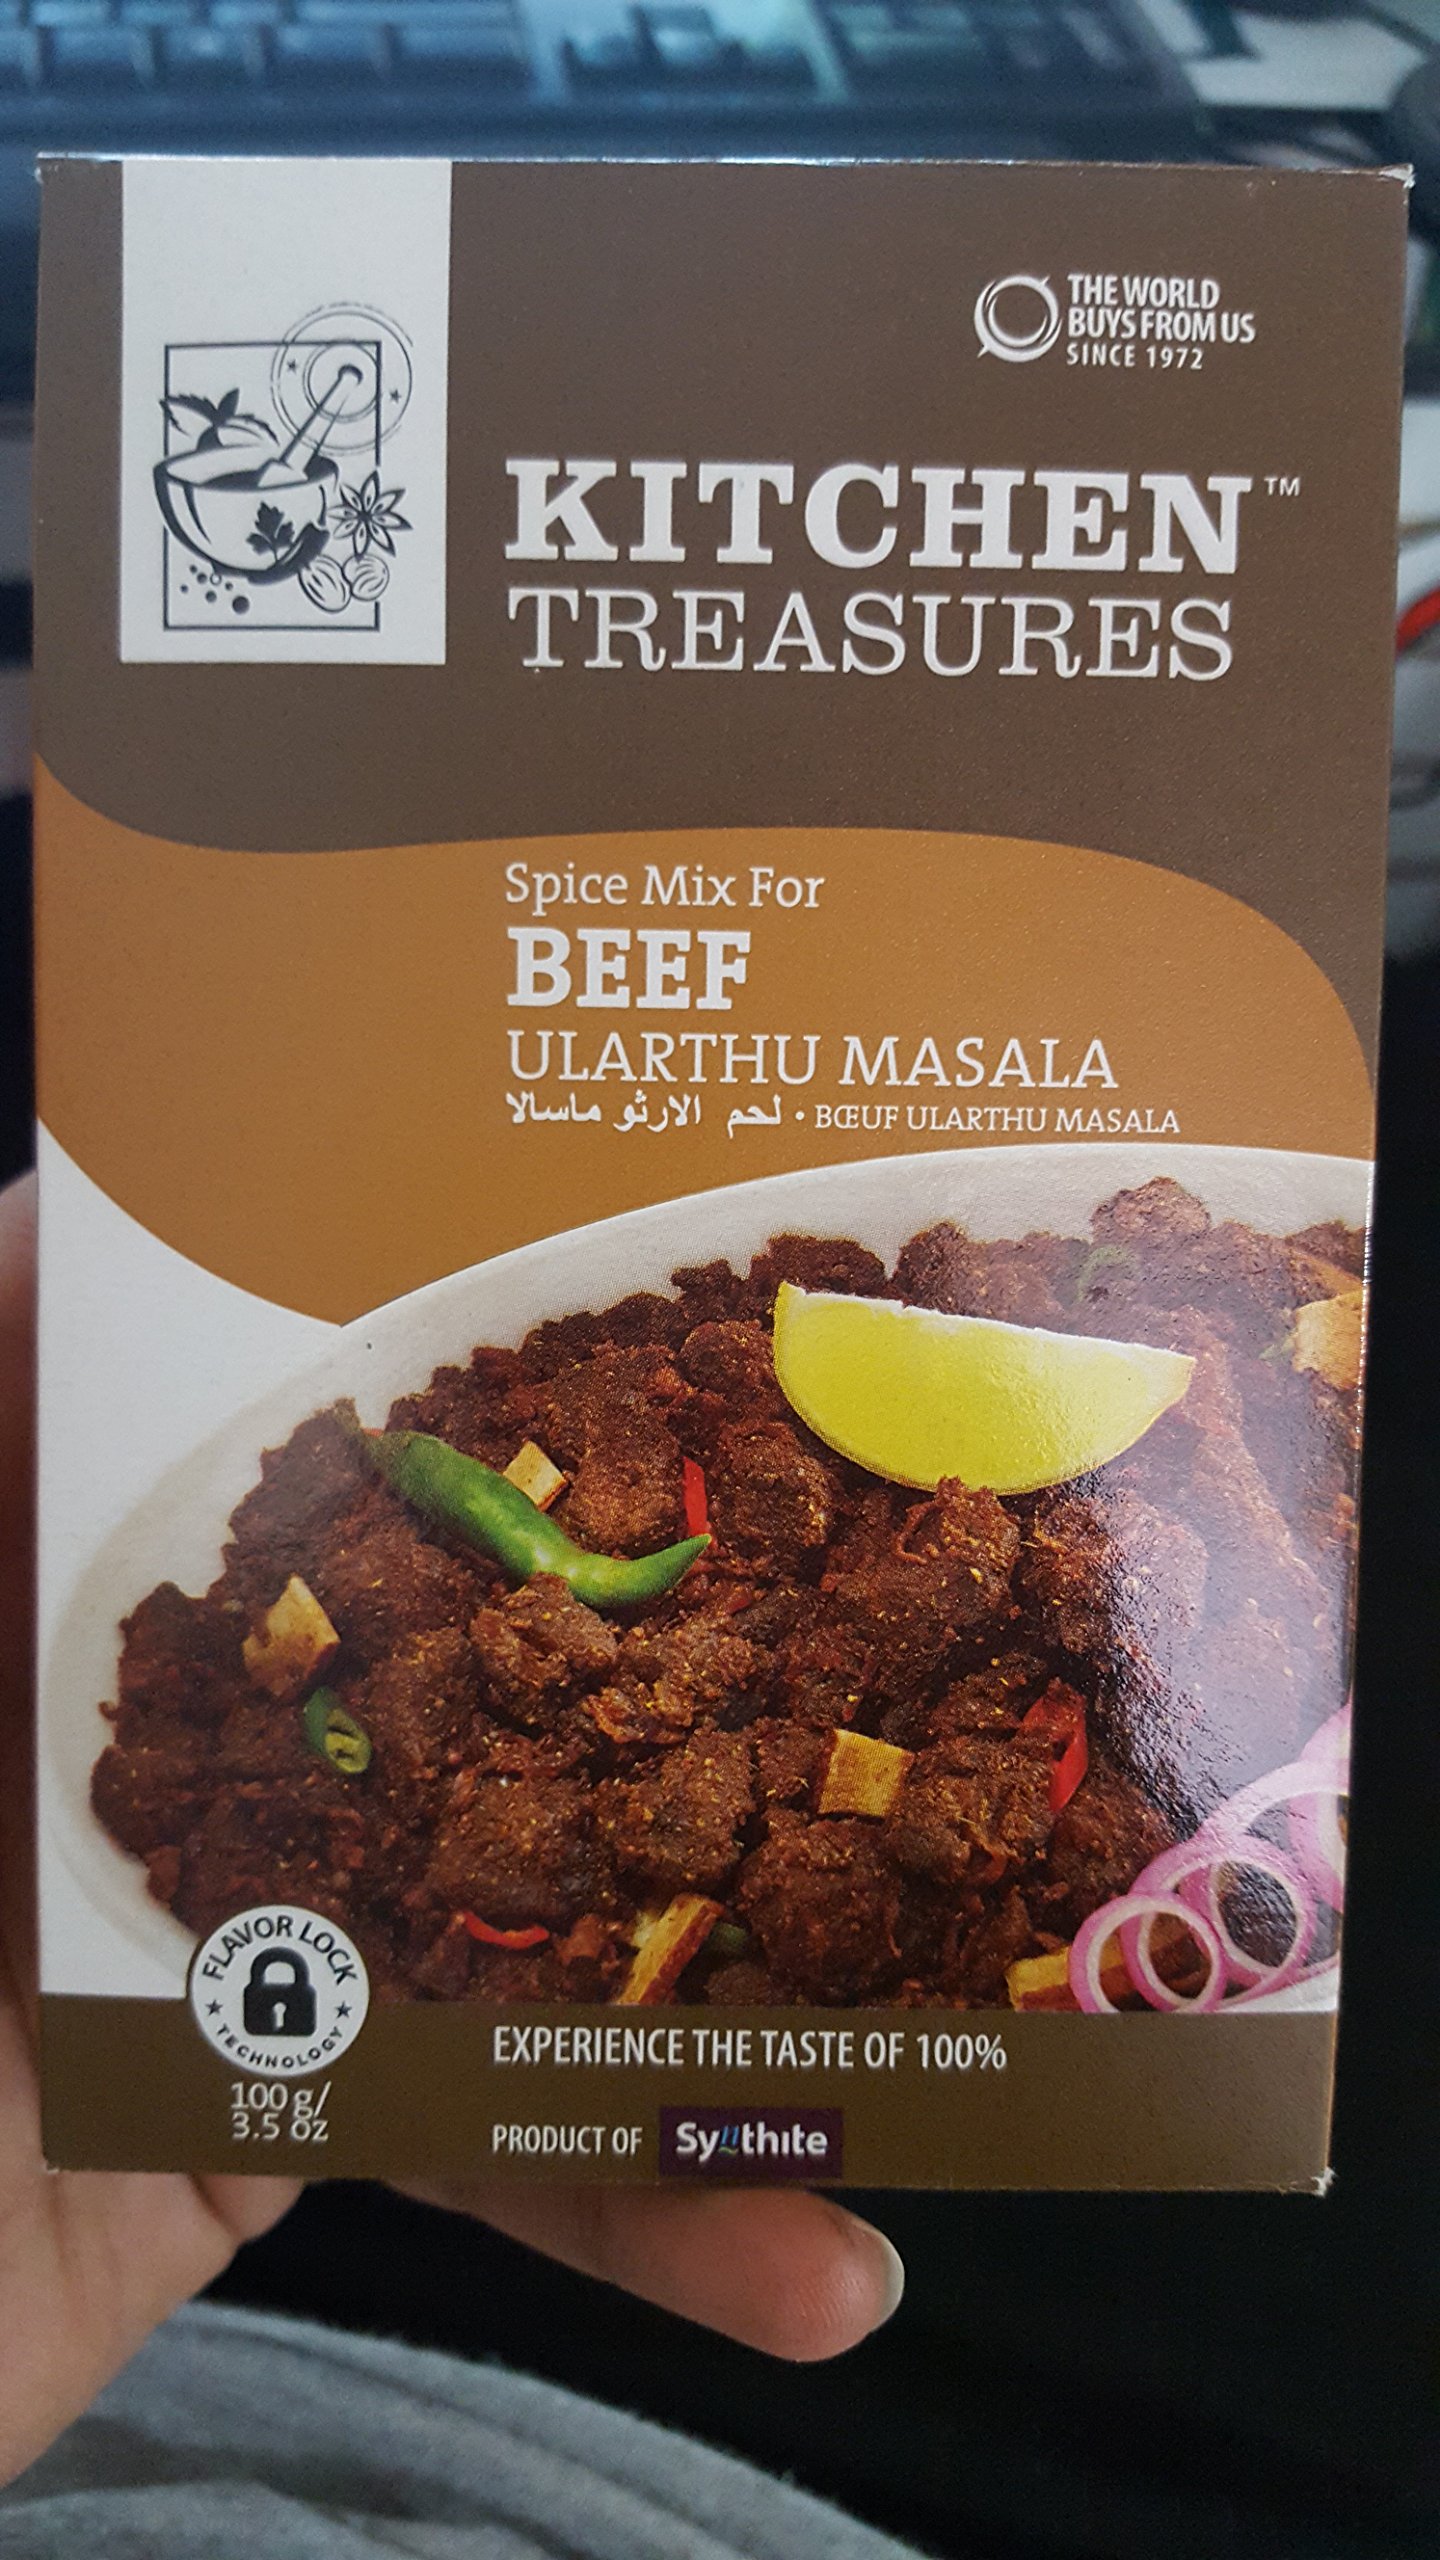 THE WORLD
BUYS FROM US
SINCE 1972
KITCHEN™
TREASURES
Spice Mix For
BEEF
ULARTHU MASALA
لحم الارثو ماسالا • BŒUF ULARTHU MASALA
FLAVOR LOCK
TECHNOLOGY
100 g/
3.5 oz
EXPERIENCE THE TASTE OF 100%
PRODUCT OF Synthite